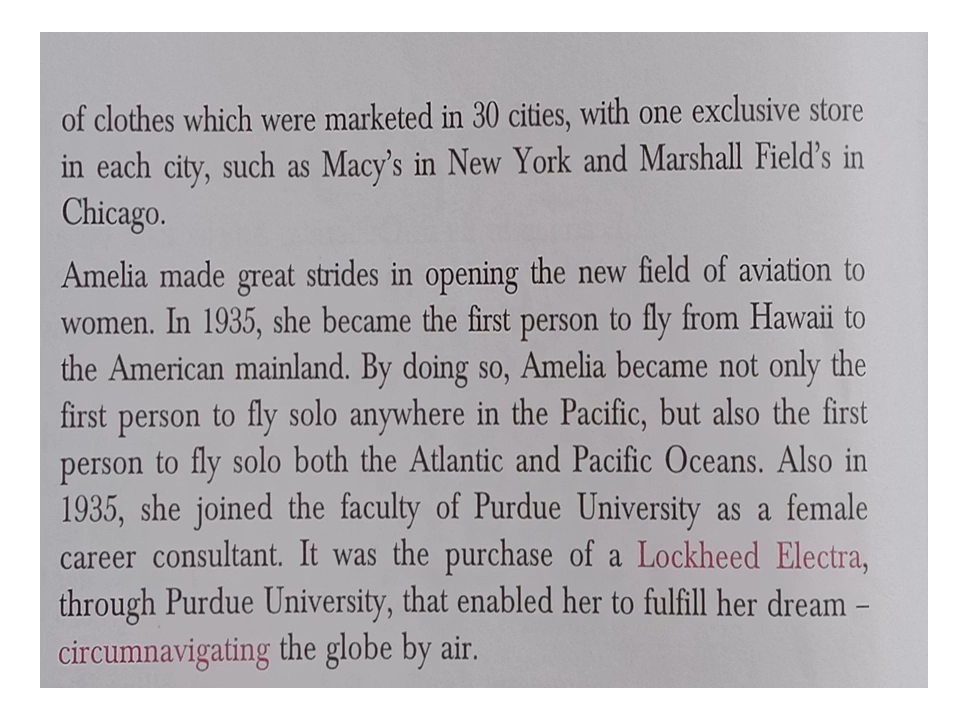 of clothes which were marketed in 30 cities, with one exclusive store
in each city, such as Macy’s in New York and Marshall Field’s in
Chicago.
Amelia made great strides in opening the new field of aviation to
women. In 1935, she became the first person to fly from Hawaii to
the American mainland. By doing so, Amelia became not only the
first person to fly solo anywhere in the Pacific, but also the first
person to fly solo both the Atlantic and Pacific Oceans. Also in
1935, she joined the faculty of Purdue University as a female
career consultant. It was the purchase of a Lockheed Electra,
through Purdue University, that enabled her to fulfill her dream –
circumnavigating the globe by air.